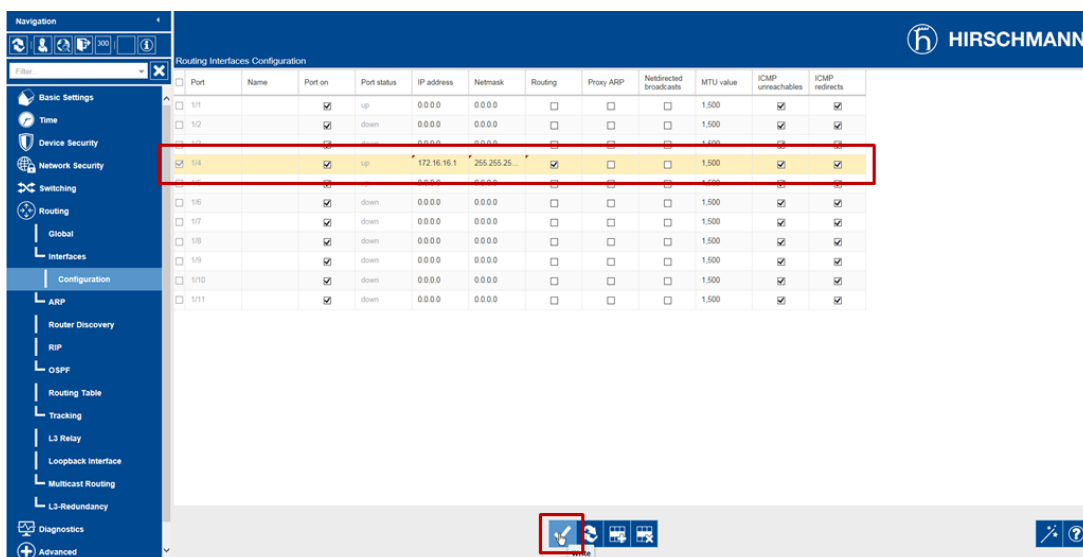 Navigation
300
HIRSCHMANN
Routing Interfaces Configuration
Filter...
Port Name Port on Port status IP address Netmask Routing Proxy ARP Netdirected broadcasts MTU value ICMP unreachables ICMP redirects
1/1 up 0.0.0.0 0.0.0.0 1,500
1/2 down 0.0.0.0 0.0.0.0 1,500
1/4 up 172.16.16.1 255.255.25... 1,500
1/6 down 0.0.0.0 0.0.0.0 1,500
1/7 down 0.0.0.0 0.0.0.0 1,500
1/8 down 0.0.0.0 0.0.0.0 1,500
1/9 down 0.0.0.0 0.0.0.0 1,500
1/10 down 0.0.0.0 0.0.0.0 1,500
1/11 down 0.0.0.0 0.0.0.0 1,500
Basic Settings
Time
Device Security
Network Security
Switching
Routing
Global
Interfaces
Configuration
ARP
Router Discovery
RIP
OSPF
Routing Table
Tracking
L3 Relay
Loopback Interface
Multicast Routing
L3-Redundancy
Diagnostics
Advanced
Write